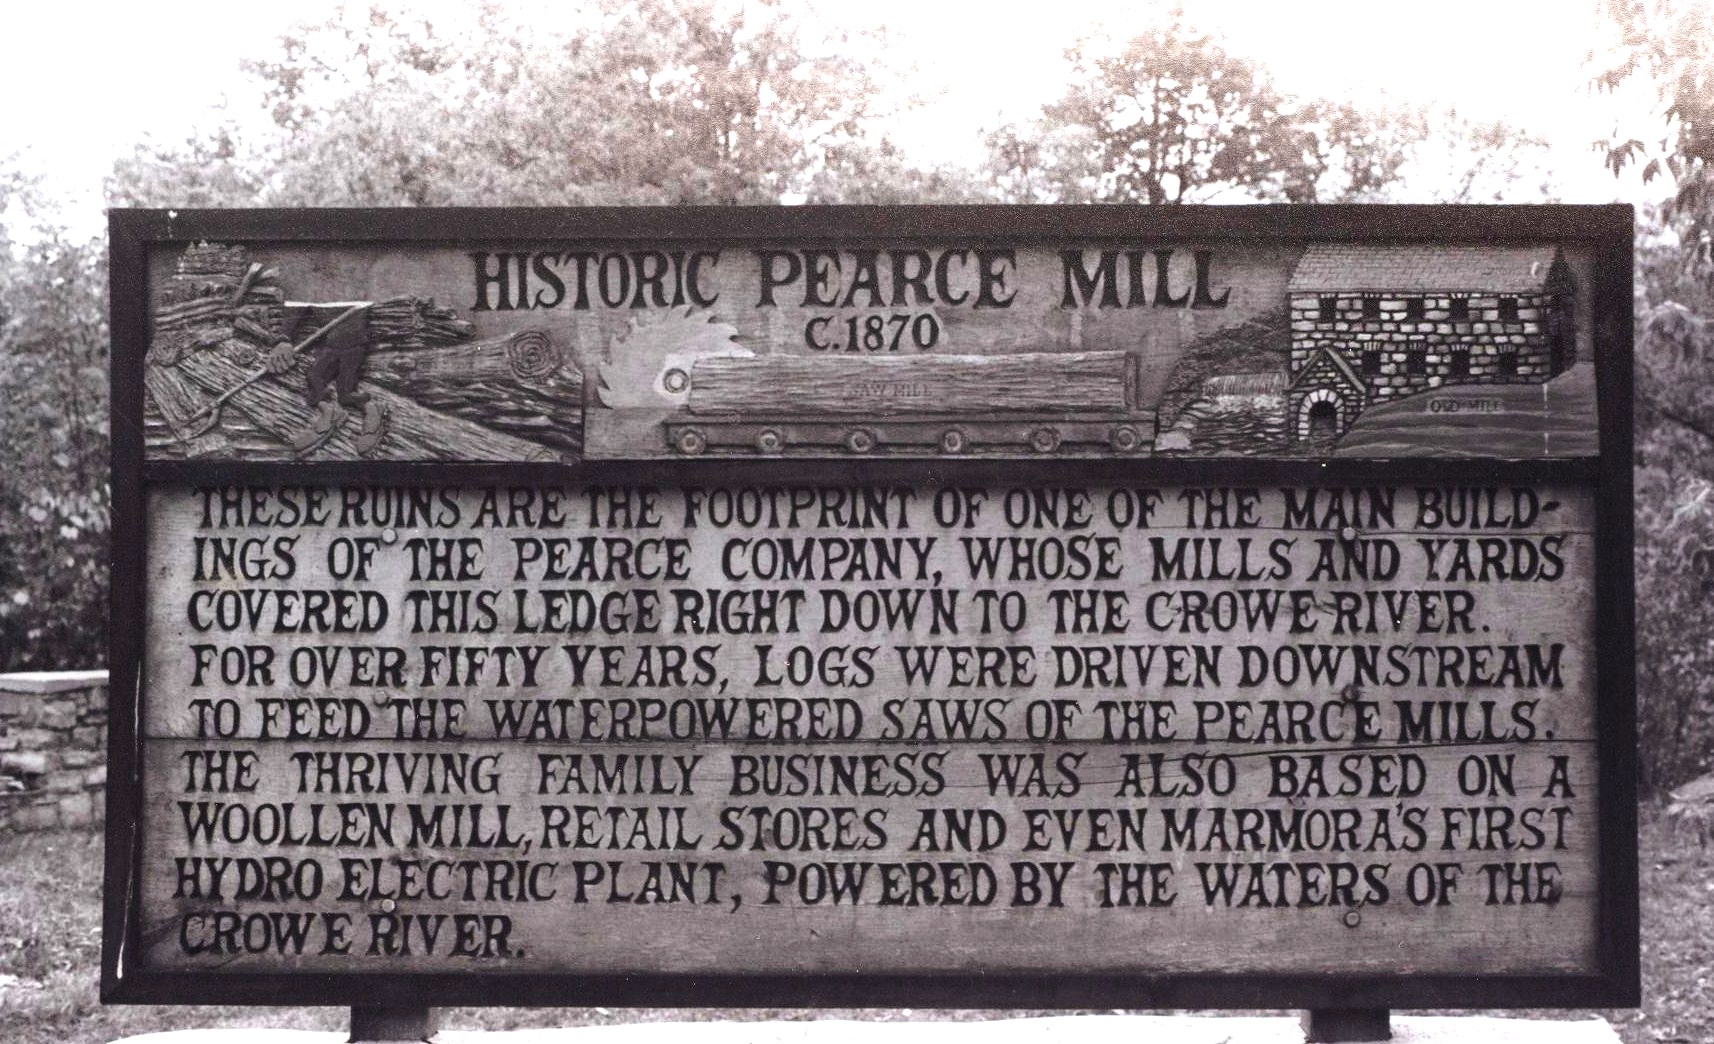 HISTORIC PEARCE MILL
C.1870
SAW MILL
OLD MILL
THESE RUINS ARE THE FOOTPRINT OF ONE OF THE MAIN BUILD-
INGS OF THE PEARCE COMPANY, WHOSE MILLS AND YARDS
COVERED THIS LEDGE RIGHT DOWN TO THE CROWE RIVER.
FOR OVER FIFTY YEARS, LOGS WERE DRIVEN DOWNSTREAM
TO FEED THE WATERPOWERED SAWS OF THE PEARCE MILLS.
THE THRIVING FAMILY BUSINESS WAS ALSO BASED ON A
WOOLLEN MILL, RETAIL STORES AND EVEN MARMORA'S FIRST
HYDRO ELECTRIC PLANT, POWERED BY THE WATERS OF THE
CROWE RIVER.